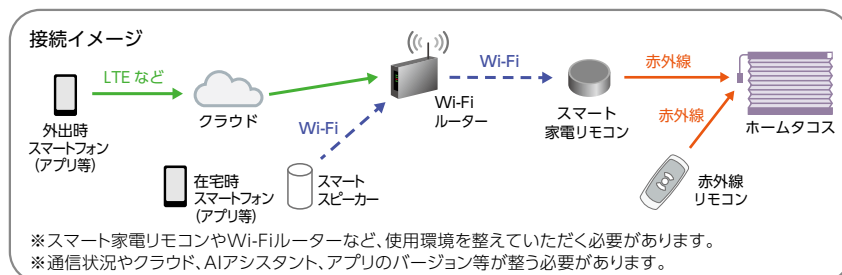 接続イメージ
LTE など
クラウド
Wi-Fi
Wi-Fi
ルーター
Wi-Fi
スマート
家電リモコン
赤外線
赤外線
ホームタコス
外出時
スマートフォン
(アプリ等)
在宅時
スマートフォン
(アプリ等)
スマート
スピーカー
赤外線
リモコン
※スマート家電リモコンやWi-Fiルーターなど、使用環境を整えていただく必要があります。
※通信状況やクラウド、AIアシスタント、アプリのバージョン等が整う必要があります。